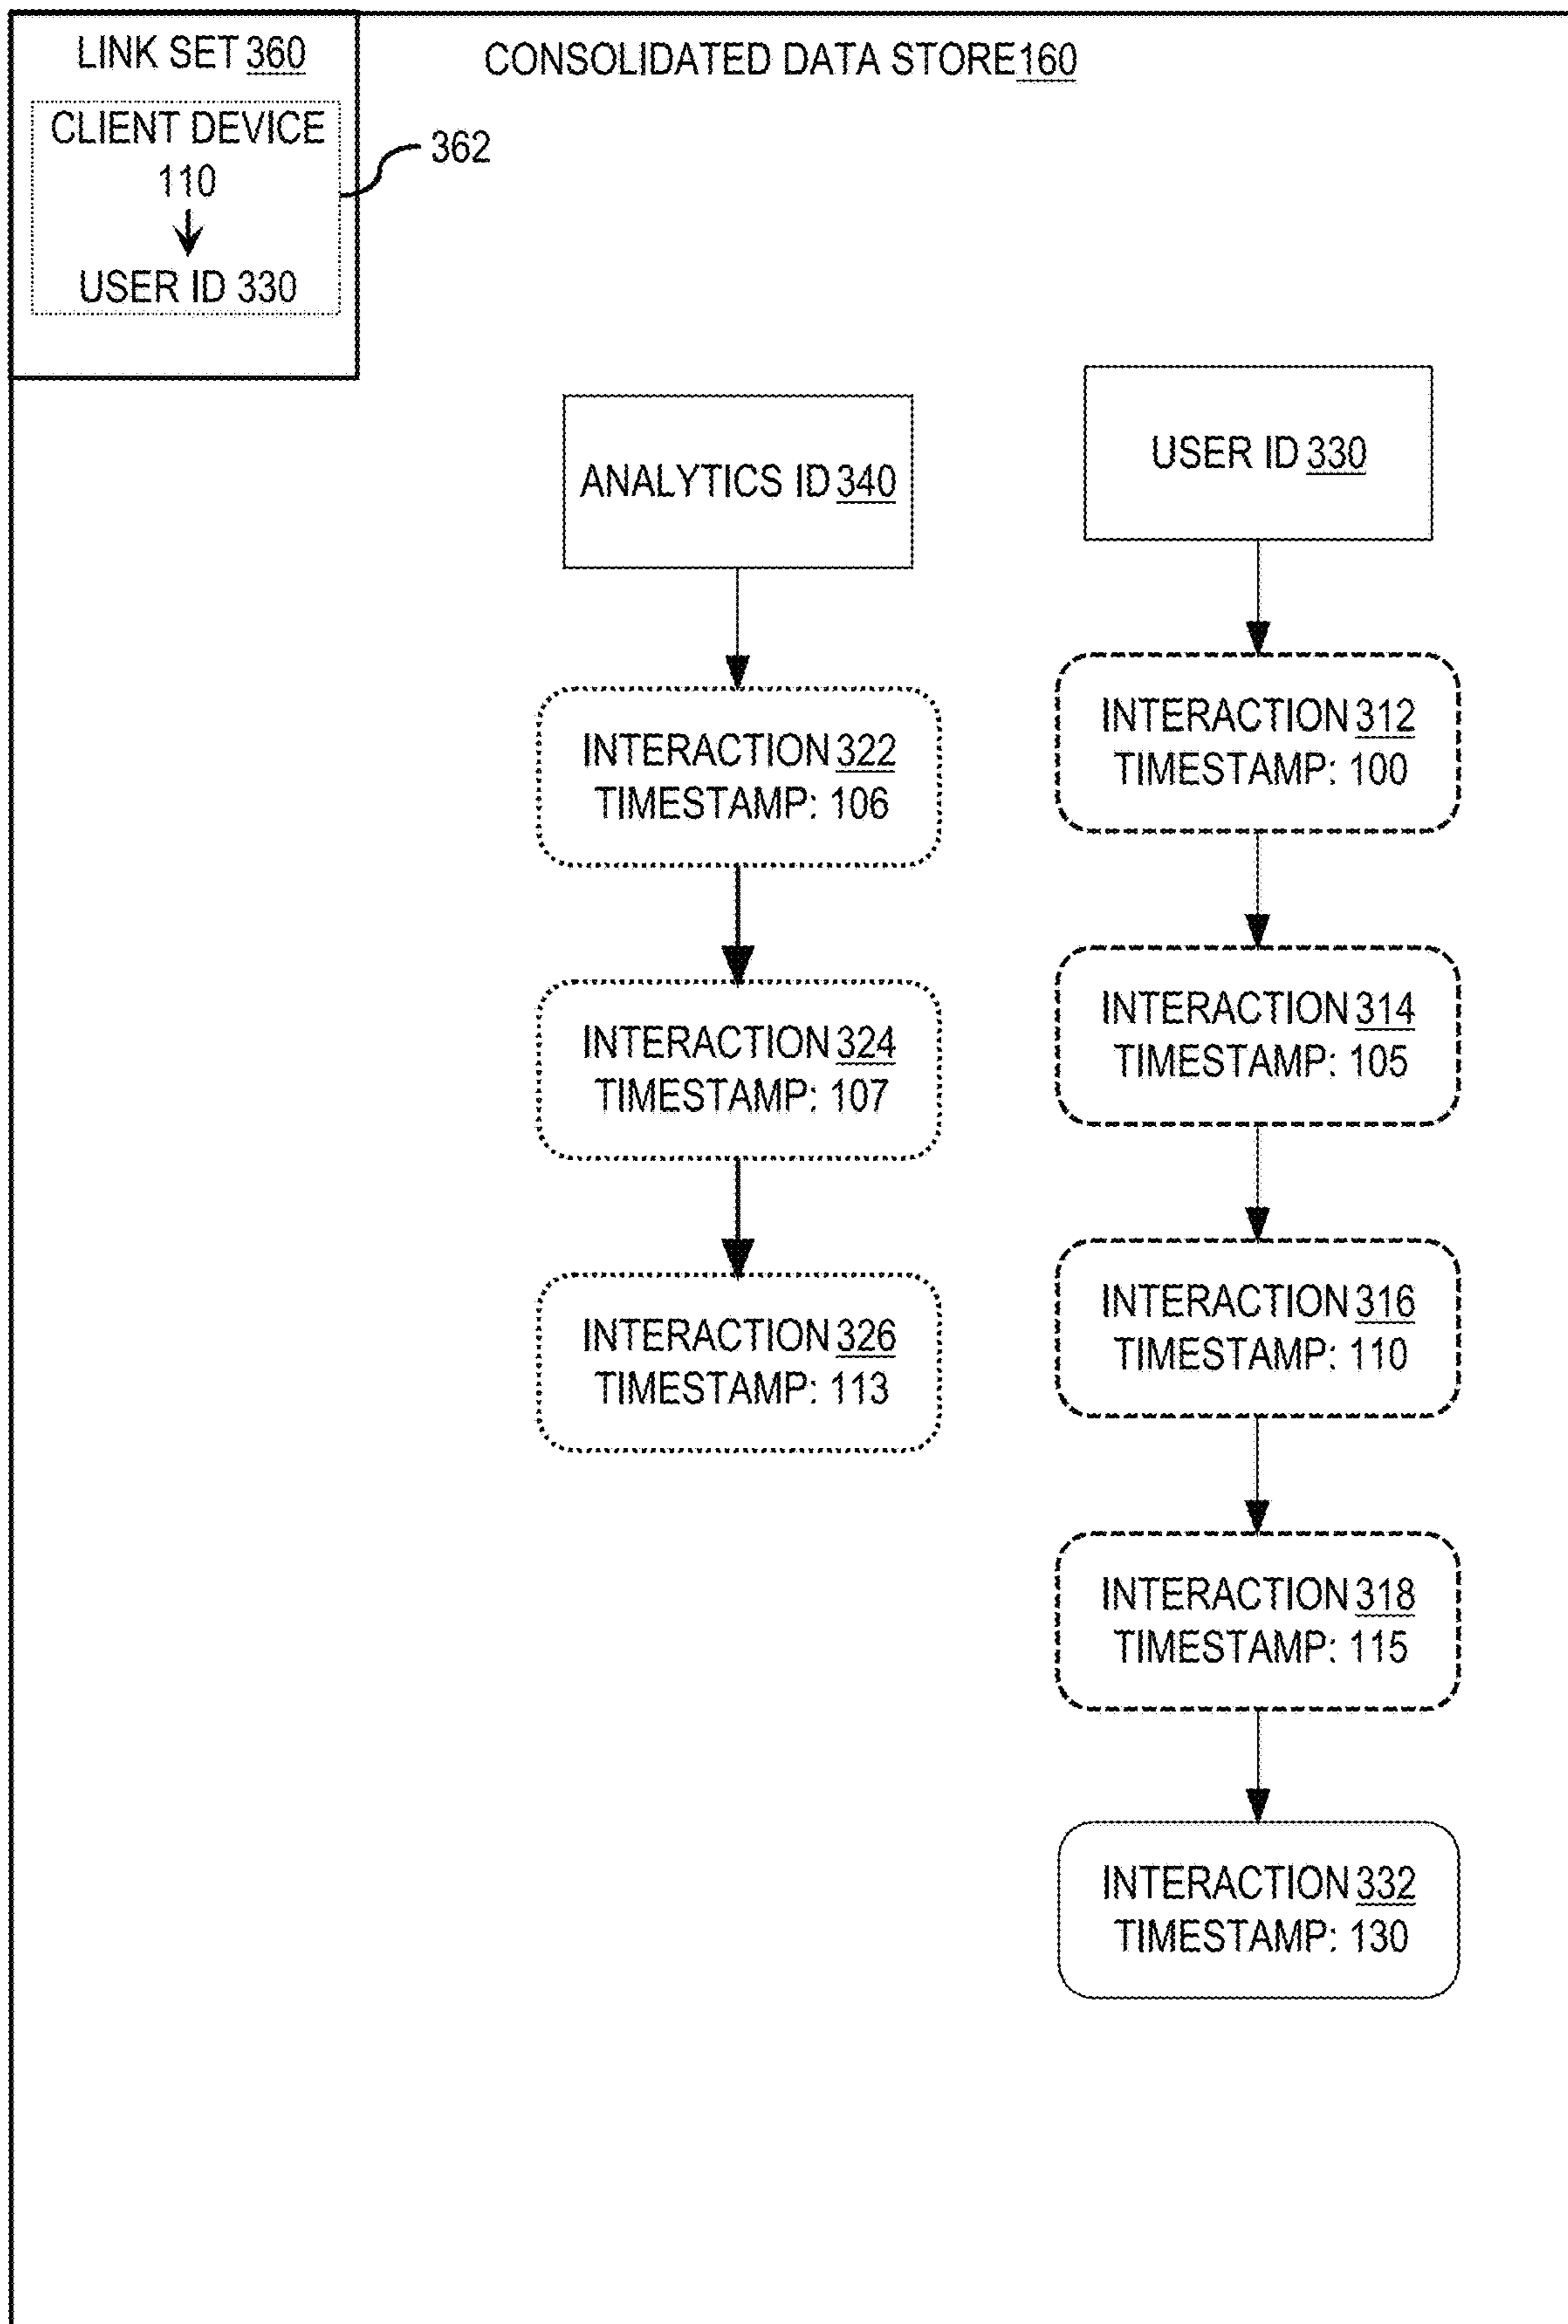 LINK SET 360
CONSOLIDATED DATA STORE 160
CLIENT DEVICE
110
USER ID 330
362
ANALYTICS ID 340
INTERACTION 322
TIMESTAMP: 106
INTERACTION 324
TIMESTAMP: 107
INTERACTION 326
TIMESTAMP: 113
USER ID 330
INTERACTION 312
TIMESTAMP: 100
INTERACTION 314
TIMESTAMP: 105
INTERACTION 316
TIMESTAMP: 110
INTERACTION 318
TIMESTAMP: 115
INTERACTION 332
TIMESTAMP: 130